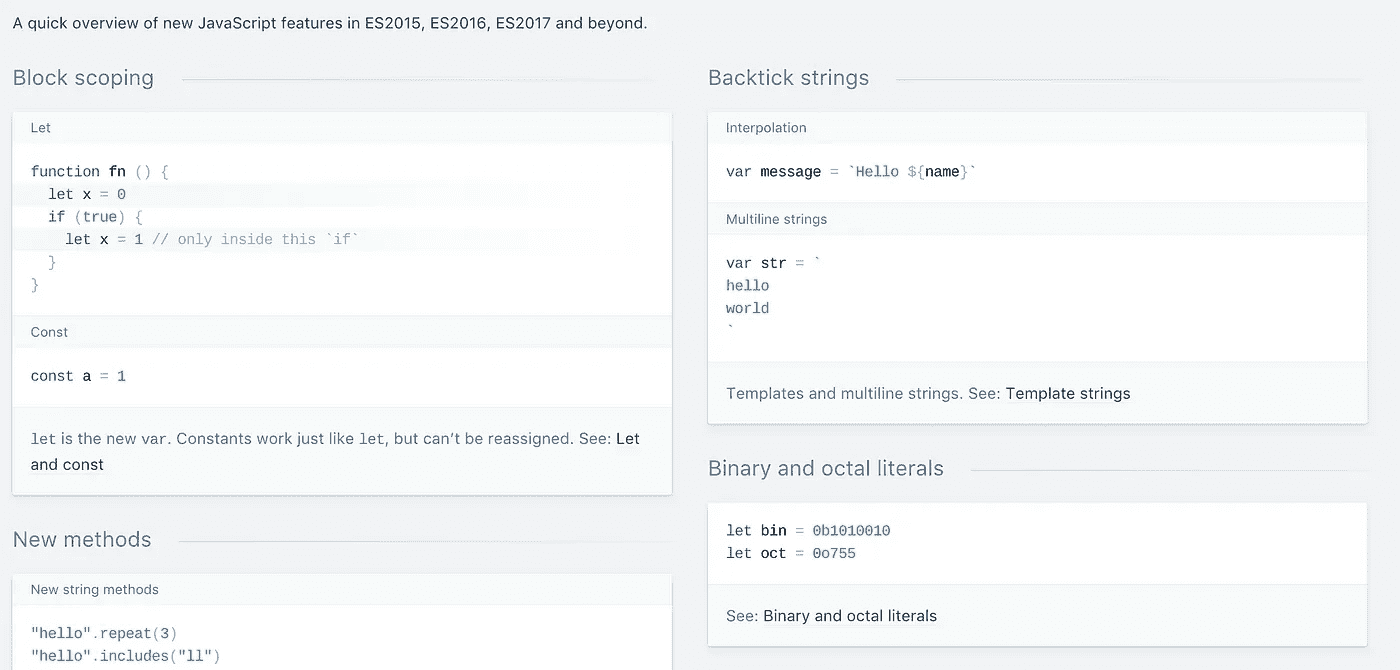 A quick overview of new JavaScript features in ES2015, ES2016, ES2017 and beyond.
Block scoping
Let
function fn () {
  let x = 0
  if (true) {
    let x = 1 // only inside this `if`
  }
}
Const
const a = 1
let is the new var. Constants work just like let, but can’t be reassigned. See: Let
and const
New methods
New string methods
"hello".repeat(3)
"hello".includes("ll")
Backtick strings
Interpolation
var message = `Hello ${name}`
Multiline strings
var str = `
hello
world
`
Templates and multiline strings. See: Template strings
Binary and octal literals
let bin = 0b1010010
let oct = 0o755
See: Binary and octal literals